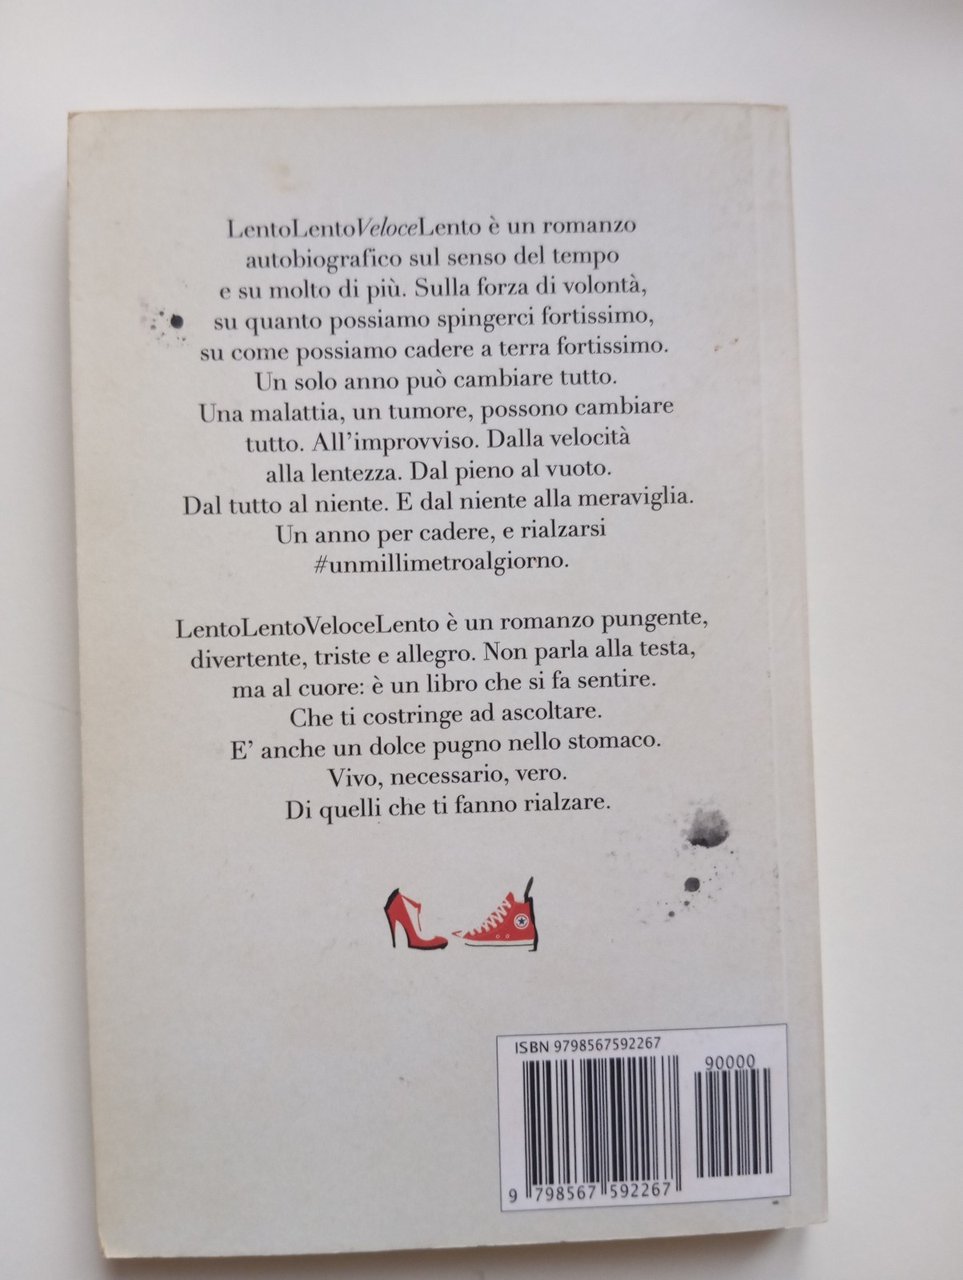 LentoLentoVeloceLento è un romanzo
autobiografico sul senso del tempo
e su molto di più. Sulla forza di volontà,
su quanto possiamo spingerci fortissimo,
su come possiamo cadere a terra fortissimo.
Un solo anno può cambiare tutto.
Una malattia, un tumore, possono cambiare
tutto. All'improvviso. Dalla velocità
alla lentezza. Dal pieno al vuoto.
Dal tutto al niente. E dal niente alla meraviglia.
Un anno per cadere, e rialzarsi
#unmillimetroalgiorno.
LentoLentoVeloceLento è un romanzo pungente,
divertente, triste e allegro. Non parla alla testa,
ma al cuore: è un libro che si fa sentire.
Che ti costringe ad ascoltare.
E' anche un dolce pugno nello stomaco.
Vivo, necessario, vero.
Di quelli che ti fanno rialzare.
ISBN 9798567592267
90000
9 798567 592267